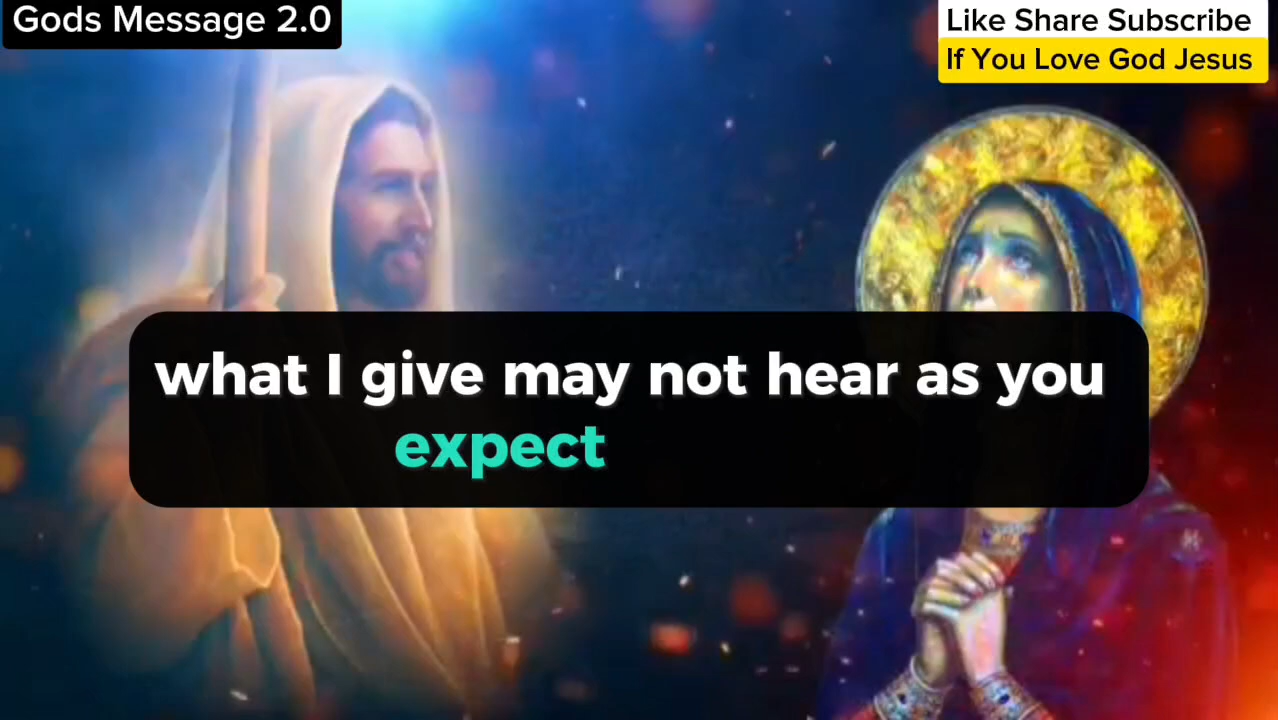 Gods Message 2.0
Like Share Subscribe
If You Love God Jesus
what I give may not hear as you
expect